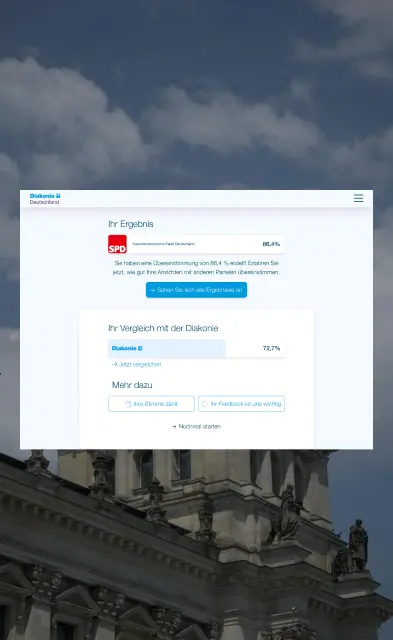 Diakonie
Deutschland
Ihr Ergebnis
SPD
Sozialdemokratische Partei Deutschlands
86,4%
Sie haben eine Übereinstimmung von 86,4 % erzielt! Erfahren Sie
jetzt, wie gut Ihre Ansichten mit anderen Parteien übereinstimmen.
→ Sehen Sie sich alle Ergebnisse an
Ihr Vergleich mit der Diakonie
Diakonie
72,7%
→ Jetzt vergleichen
Mehr dazu
Ihre Stimme zählt
Ihr Feedback ist uns wichtig
→ Nochmal starten